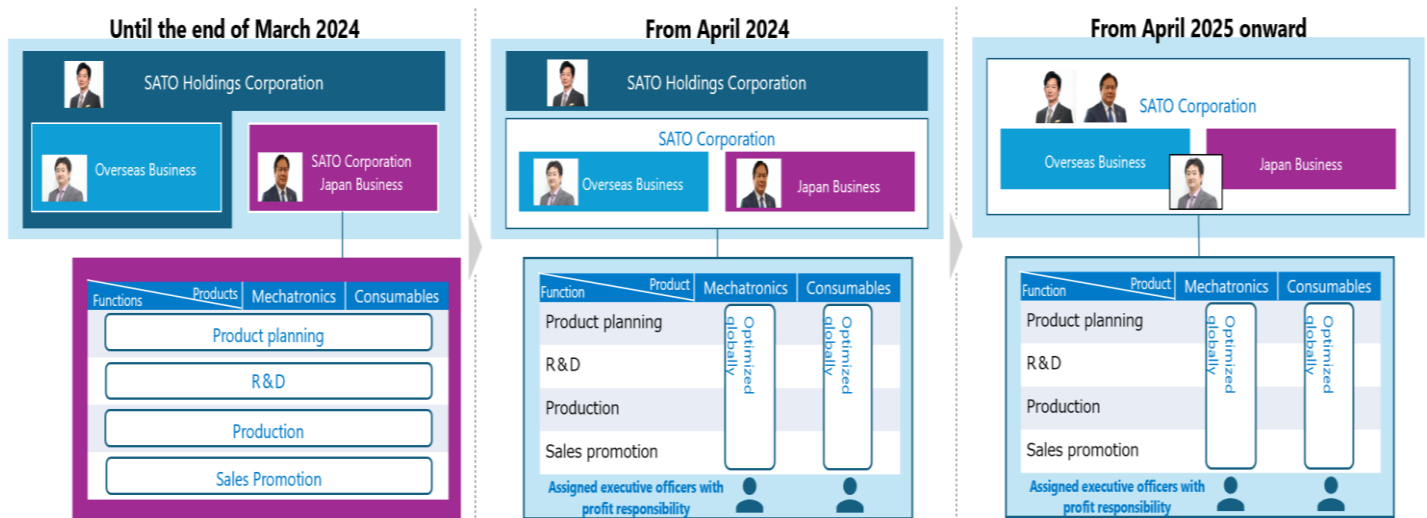 Until the end of March 2024
SATO Holdings Corporation
Overseas Business
SATO Corporation
Japan Business
Functions
Products
Mechatronics
Consumables
Product planning
R&D
Production
Sales Promotion
From April 2024
SATO Holdings Corporation
SATO Corporation
Overseas Business
Japan Business
Function
Product
Mechatronics
Consumables
Product planning
R&D
Production
Sales promotion
Optimized
globally
Optimized
globally
Assigned executive officers with
profit responsibility
From April 2025 onward
SATO Corporation
Overseas Business
Japan Business
Function
Product
Mechatronics
Consumables
Product planning
R&D
Production
Sales promotion
Optimized
globally
Optimized
globally
Assigned executive officers with
profit responsibility